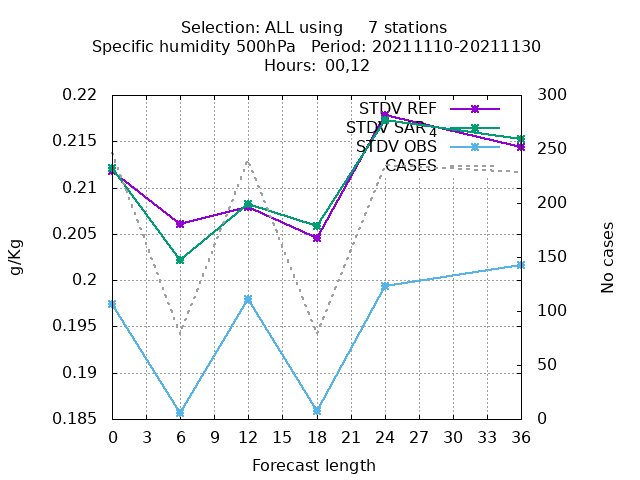 Selection: ALL using     7 stations
Specific humidity 500hPa   Period: 20211110-20211130
Hours: 00,12
0.22
0.215
0.21
0.205
0.2
0.195
0.19
0.185
300
250
200
150
100
50
0
g/Kg
No cases
STDV REF
STDV SAR 4
STDV OBS
CASES
0 3 6 9 12 15 18 21 24 27 30 33 36
Forecast length